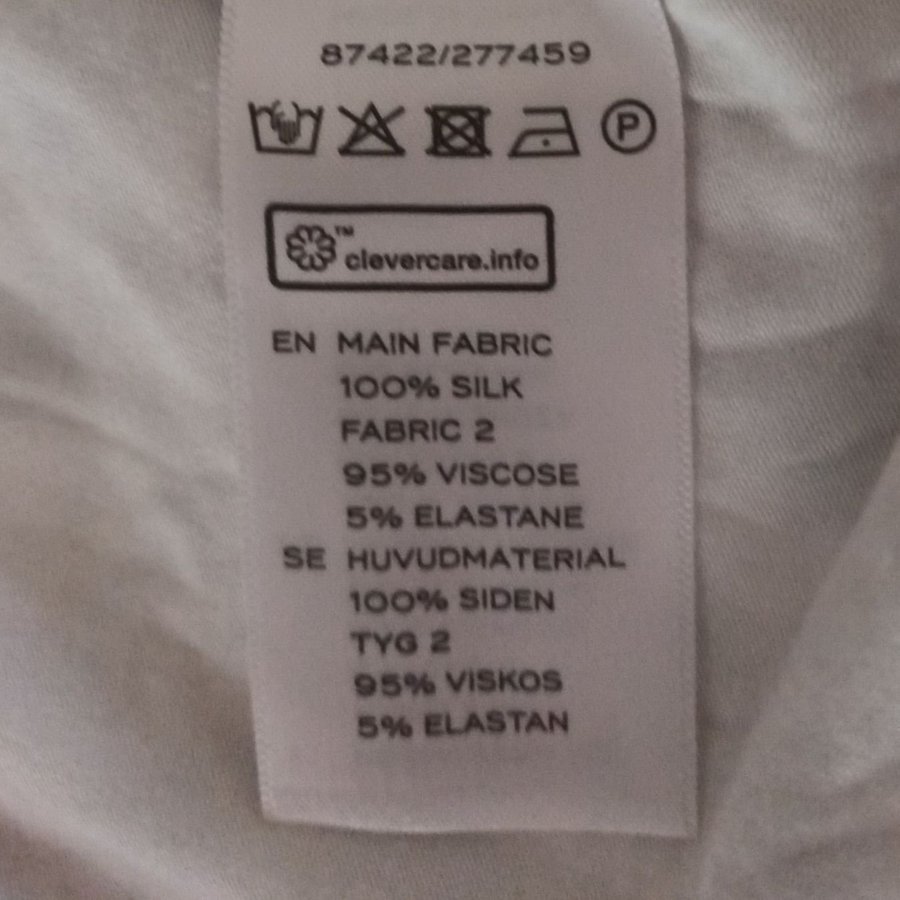 87422/277459
P
™
clevercare.info
EN MAIN FABRIC
100% SILK
FABRIC 2
95% VISCOSE
5% ELASTANE
SE HUVUDMATERIAL
100% SIDEN
TYG 2
95% VISKOS
5% ELASTAN